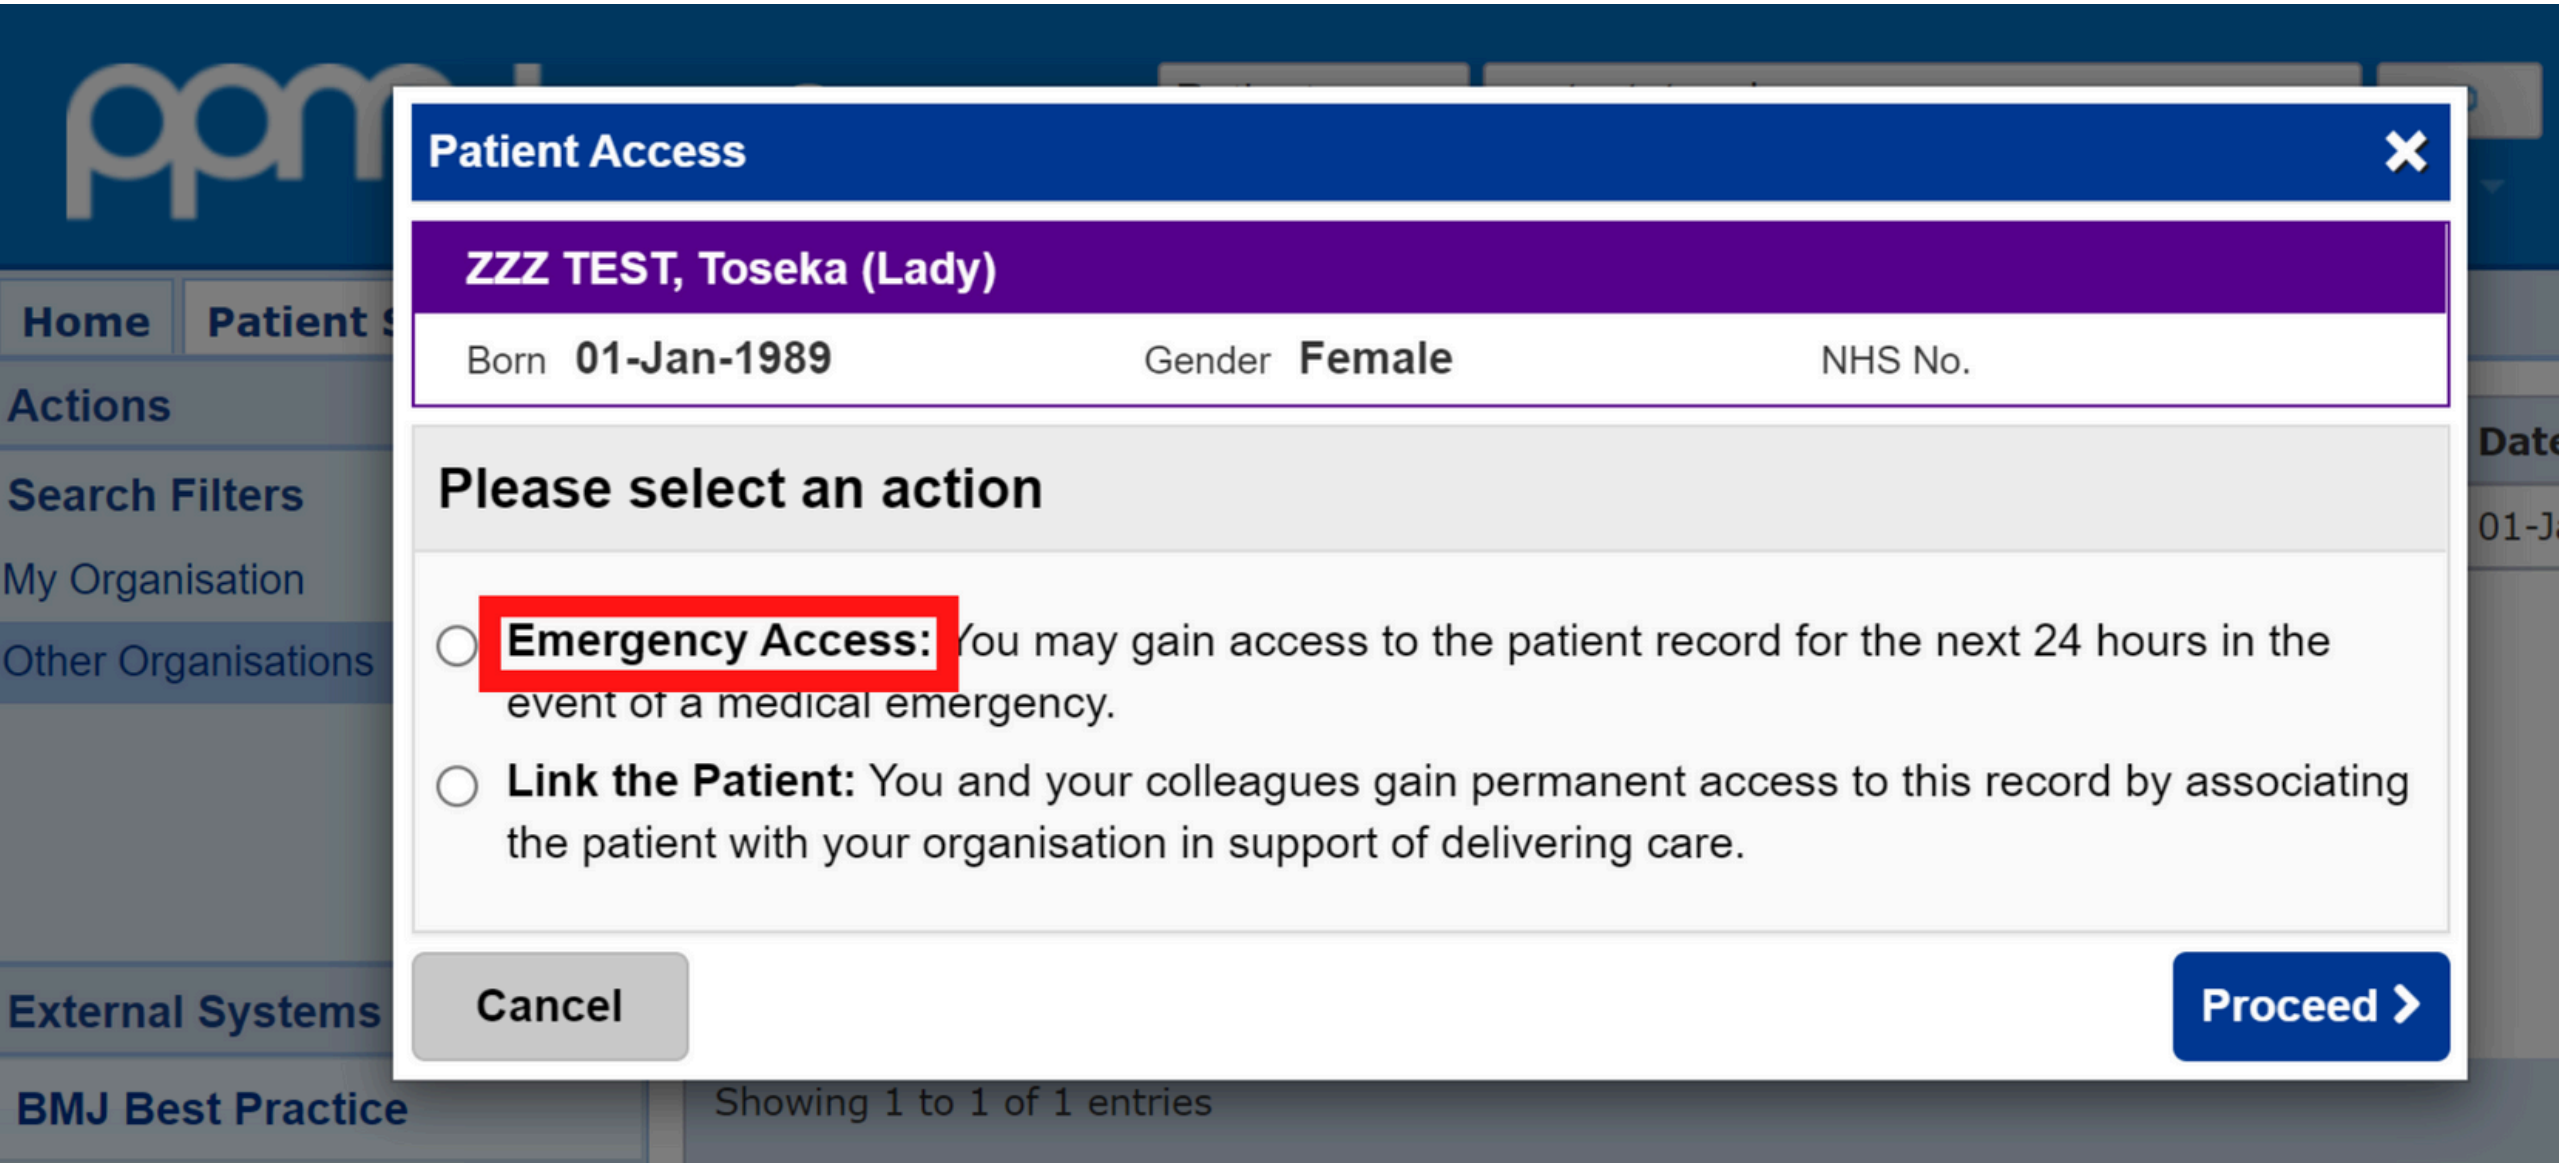 ppm
Patient Access
ZZZ TEST, Toseka (Lady)
Born 01-Jan-1989 Gender Female NHS No.
Home Patient
Actions
Search Filters
My Organisation
Other Organisations
Please select an action
Emergency Access: You may gain access to the patient record for the next 24 hours in the
event of a medical emergency.
Link the Patient: You and your colleagues gain permanent access to this record by associating
the patient with your organisation in support of delivering care.
Cancel
Proceed
Date
01-J
External Systems
BMJ Best Practice
Showing 1 to 1 of 1 entries